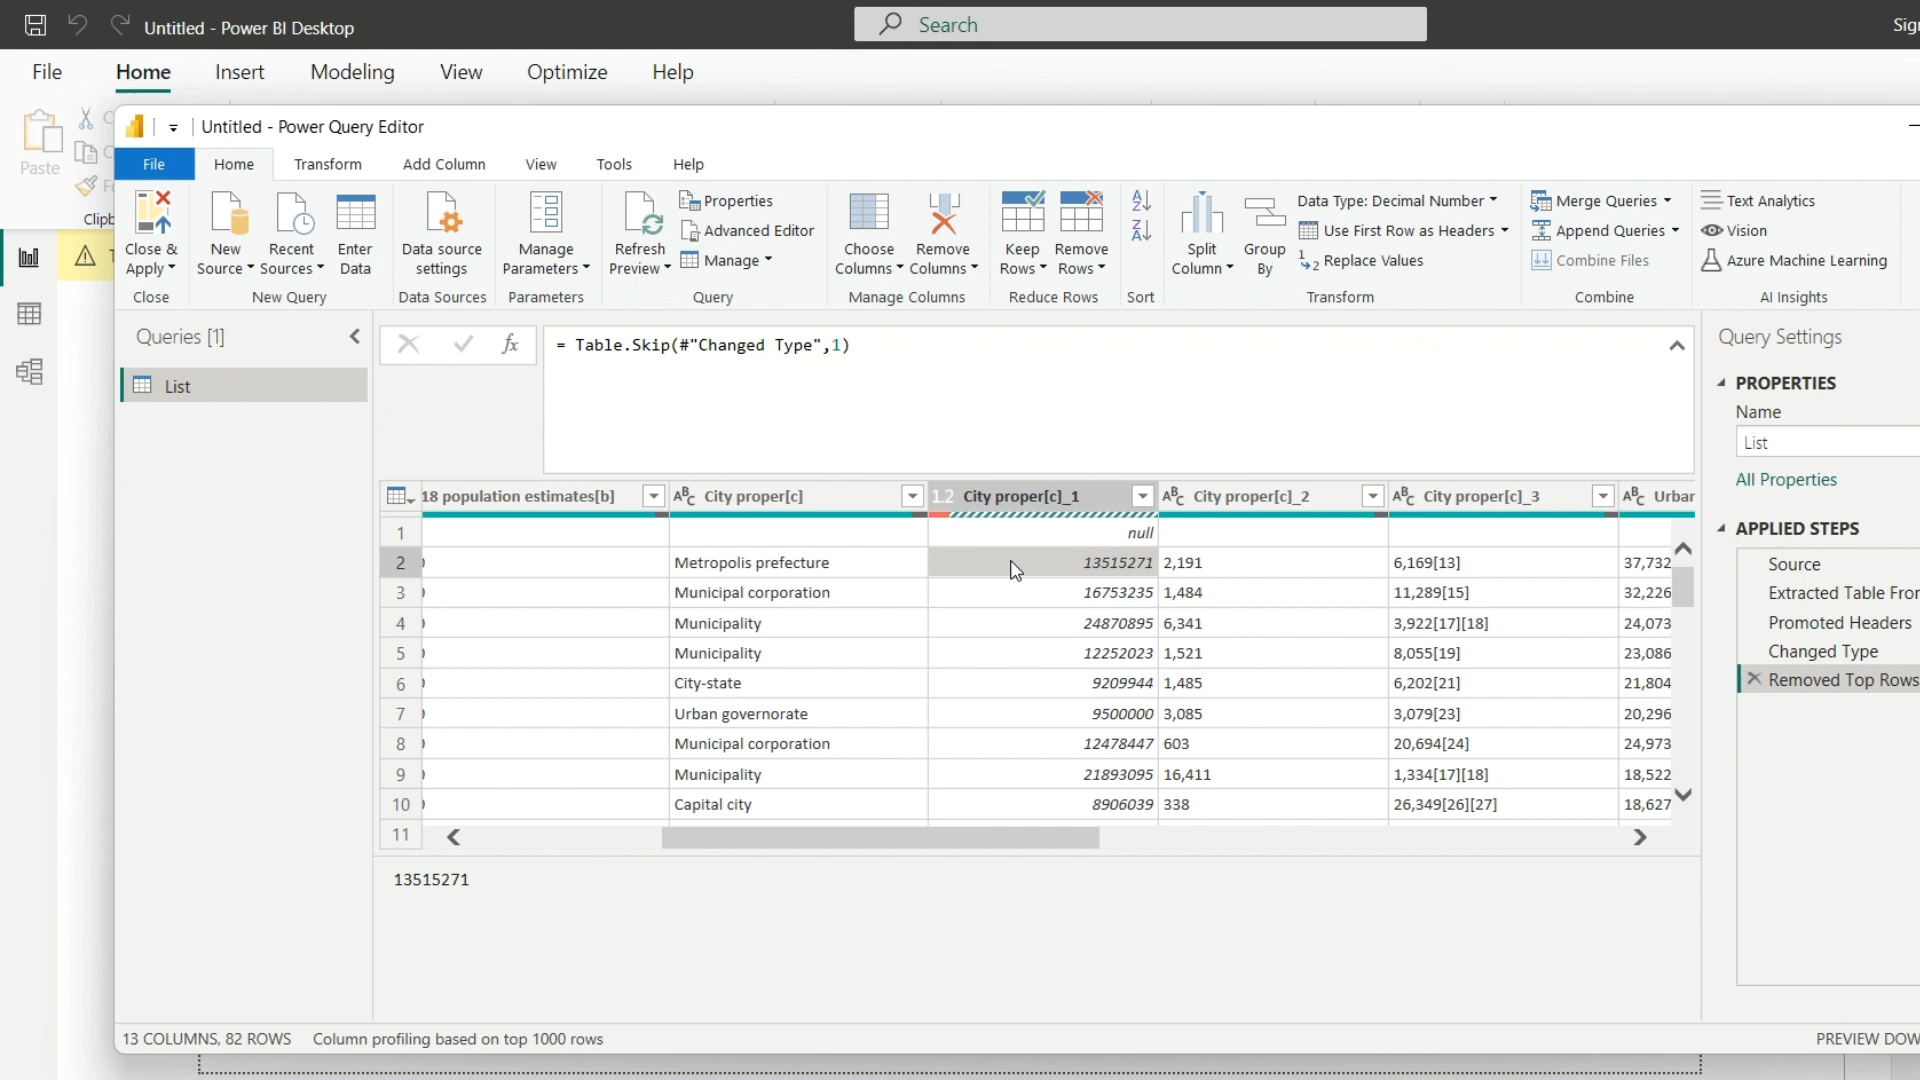 Untitled - Power BI Desktop
Search
File Home Insert Modeling View Optimize Help
Paste
Untitled - Power Query Editor
File Home Transform Add Column View Tools Help
Close & Apply
Close
New Source
Recent Sources
Enter Data
New Query
Data source settings
Data Sources
Manage Parameters
Parameters
Refresh Preview
Properties
Advanced Editor
Manage
Query
Choose Columns
Remove Columns
Manage Columns
Keep Rows
Remove Rows
Reduce Rows
Sort
Split Column
Group By
Data Type: Decimal Number
Use First Row as Headers
1→2 Replace Values
Transform
Merge Queries
Append Queries
Combine Files
Combine
Text Analytics
Vision
Azure Machine Learning
AI Insights
Queries [1]
List
fx
= Table.Skip(#"Changed Type",1)
18 population estimates[b] ABC City proper[c] 1.2 City proper[c]_1 ABC City proper[c]_2 ABC City proper[c]_3 ABC Urbar
1 null
2 Metropolis prefecture 13515271 2,191 6,169[13] 37,732
3 Municipal corporation 16753235 1,484 11,289[15] 32,226
4 Municipality 24870895 6,341 3,922[17][18] 24,073
5 Municipality 12252023 1,521 8,055[19] 23,086
6 City-state 9209944 1,485 6,202[21] 21,804
7 Urban governorate 9500000 3,085 3,079[23] 20,296
8 Municipal corporation 12478447 603 20,694[24] 24,973
9 Municipality 21893095 16,411 1,334[17][18] 18,522
10 Capital city 8906039 338 26,349[26][27] 18,627
11
13515271
Query Settings
PROPERTIES
Name
List
All Properties
APPLIED STEPS
Source
Extracted Table
Promoted Headers
Changed Type
Removed Top Rows
13 COLUMNS, 82 ROWS Column profiling based on top 1000 rows
PREVIEW